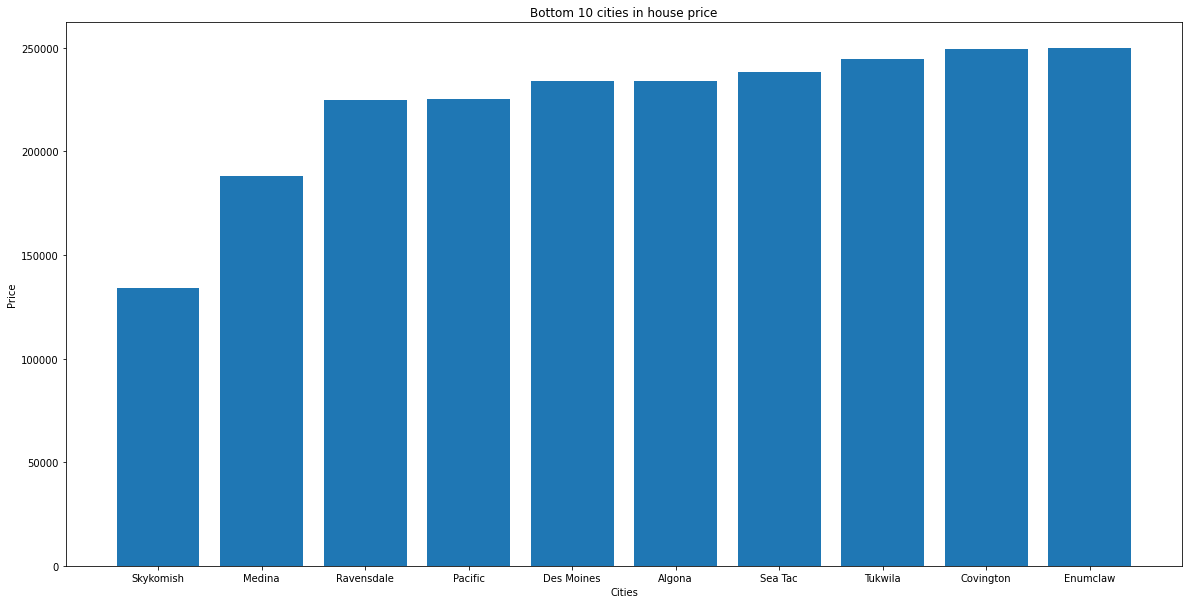 Bottom 10 cities in house price
Price
250000
200000
150000
100000
50000
0
Skykomish Medina Ravensdale Pacific Des Moines Algona Sea Tac Tukwila Covington Enumclaw
Cities